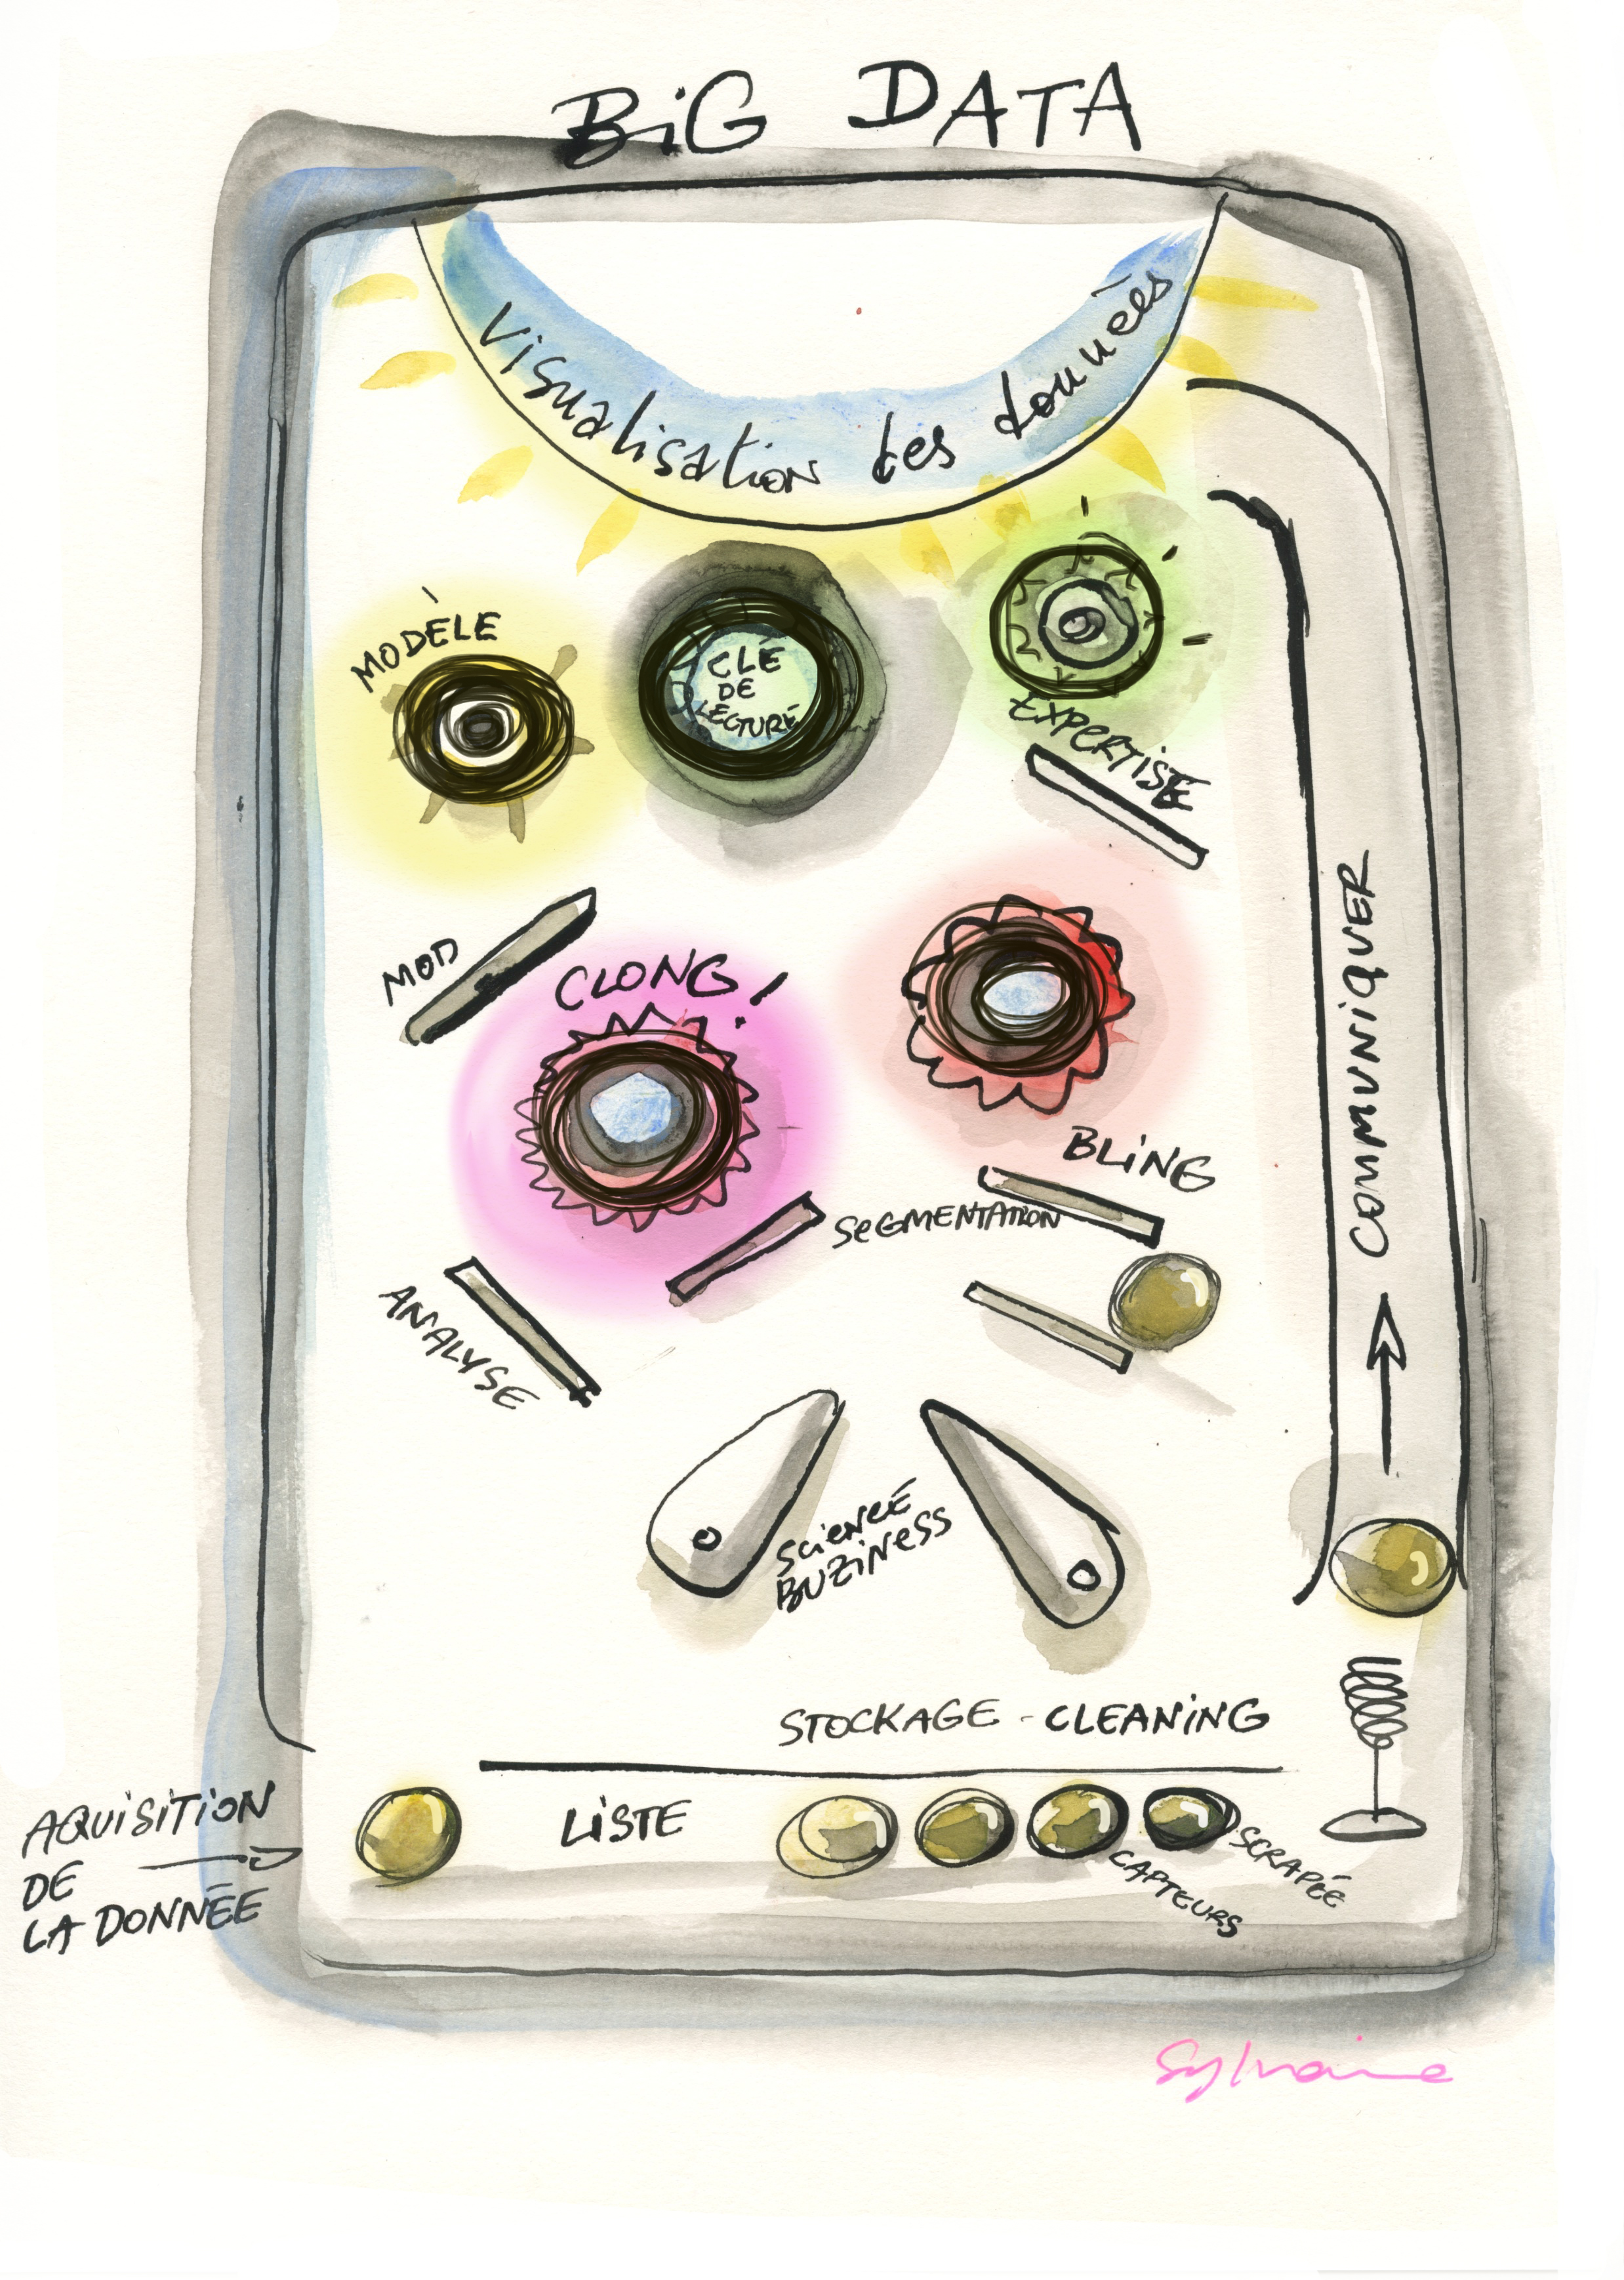 BiG DATA
Visualisation des données
MODÈLE
CLÉ
DE
LECTURE
EXPERTISE
MOD
CLONG !
BLiNG
SEGMENTATION
ANALYSE
COMMUNiQUER
SCiENCE
BUZiNESS
STOCKAGE - CLEANiNG
AQUiSiTiON
DE
LA DONNÉE
LiSTE
CAPTEURS
SCRAPÉE
Sylvaine